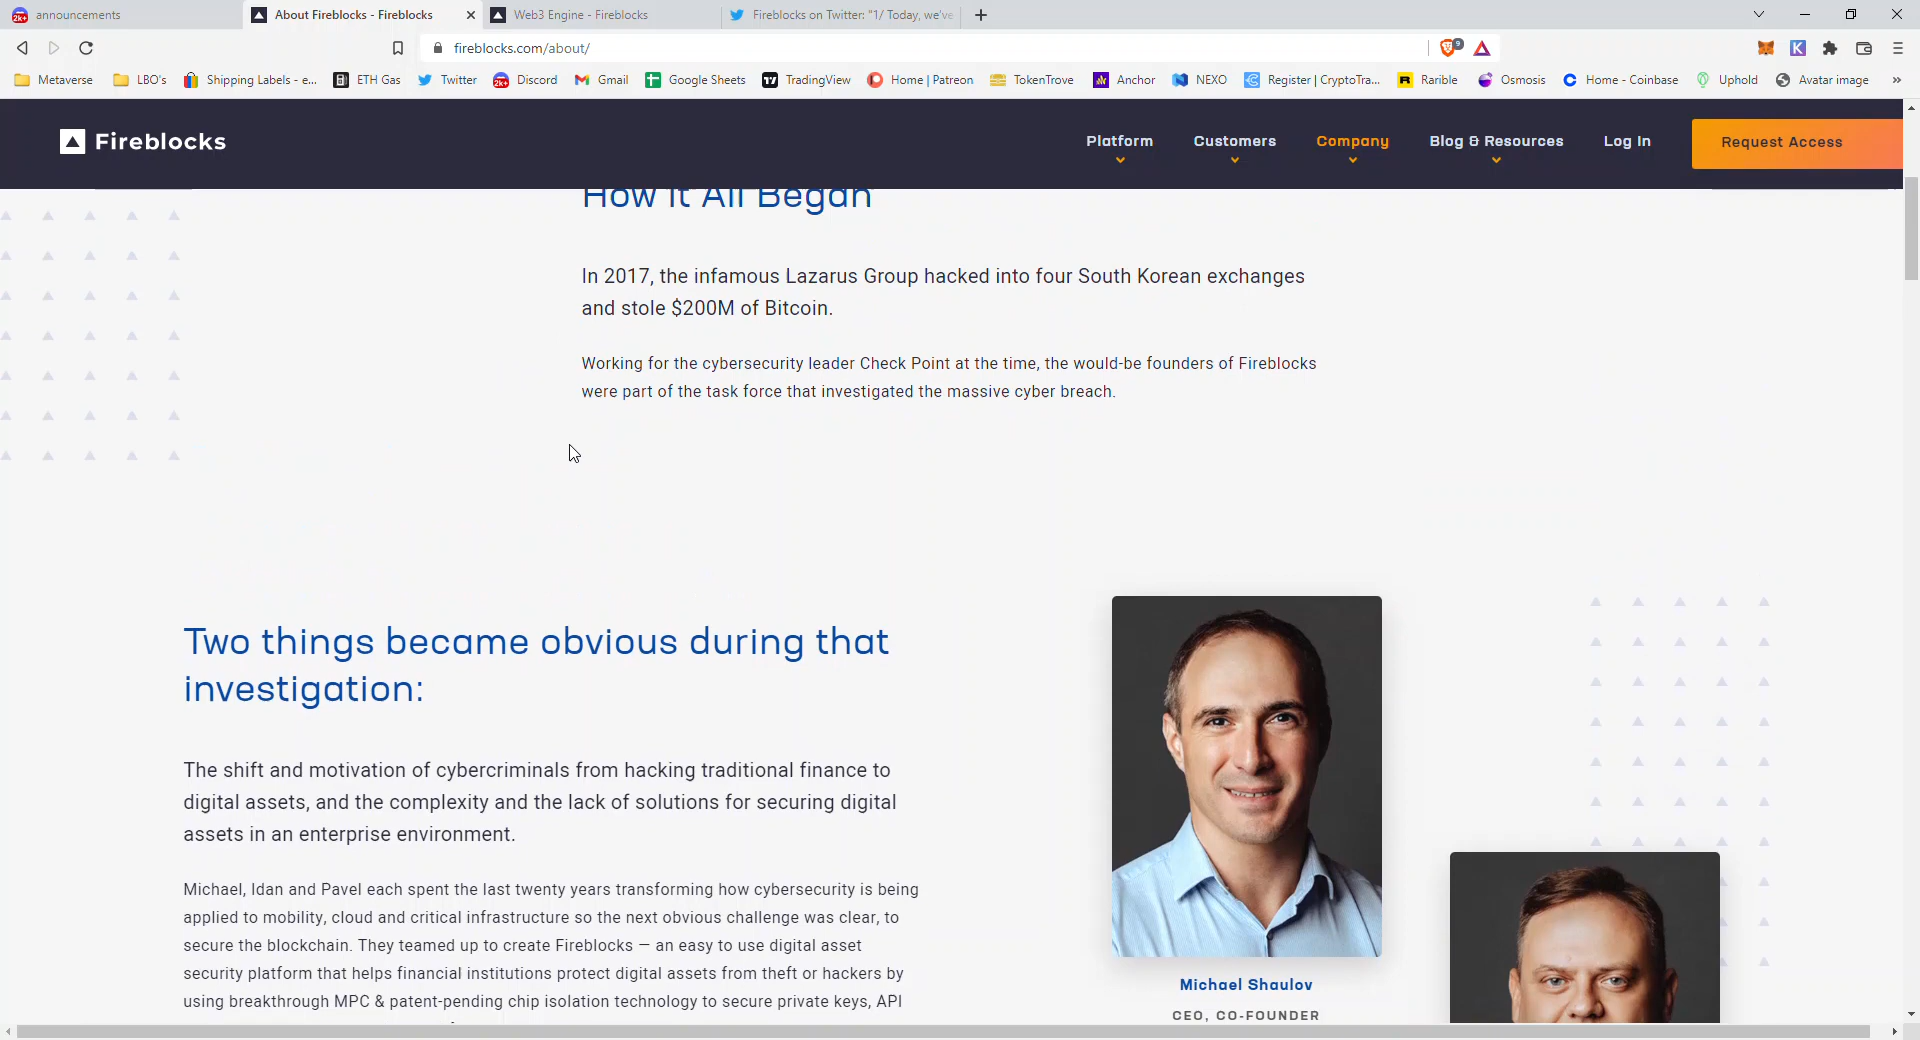 announcements
About Fireblocks - Fireblocks
Web3 Engine - Fireblocks
Fireblocks on Twitter: "1/ Today, we've
fireblocks.com/about/
9
Metaverse
LBO's
Shipping Labels - e...
ETH Gas
Twitter
2k+
Discord
Gmail
Google Sheets
TradingView
Home | Patreon
TokenTrove
Anchor
NEXO
Register | CryptoTra...
Rarible
Osmosis
Home - Coinbase
Uphold
Avatar image
Fireblocks
Platform
Customers
Company
Blog & Resources
Log In
Request Access
How It All Began
In 2017, the infamous Lazarus Group hacked into four South Korean exchanges
and stole $200M of Bitcoin.
Working for the cybersecurity leader Check Point at the time, the would-be founders of Fireblocks
were part of the task force that investigated the massive cyber breach.
Two things became obvious during that
investigation:
The shift and motivation of cybercriminals from hacking traditional finance to
digital assets, and the complexity and the lack of solutions for securing digital
assets in an enterprise environment.
Michael, Idan and Pavel each spent the last twenty years transforming how cybersecurity is being
applied to mobility, cloud and critical infrastructure so the next obvious challenge was clear, to
secure the blockchain. They teamed up to create Fireblocks — an easy to use digital asset
security platform that helps financial institutions protect digital assets from theft or hackers by
using breakthrough MPC & patent-pending chip isolation technology to secure private keys, API
Michael Shaulov
CEO, CO-FOUNDER